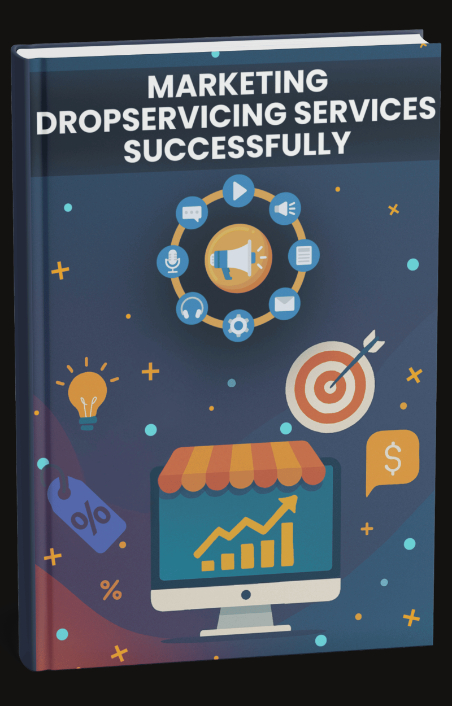 MARKETING
DROPSERVICING SERVICES
SUCCESSFULLY
$
%
%